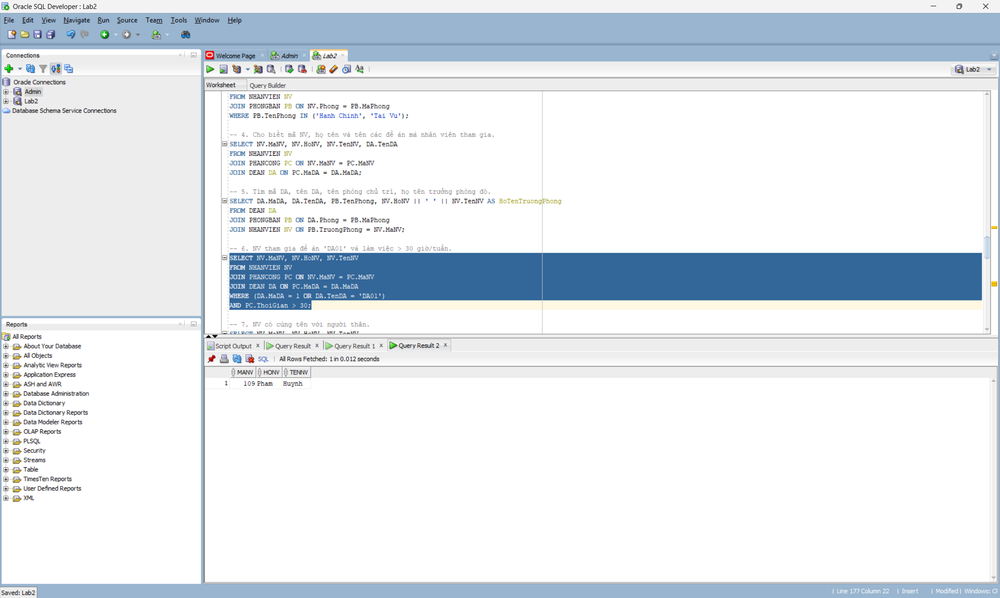 Oracle SQL Developer : Lab2
File Edit View Navigate Run Source Team Tools Window Help
Connections
Oracle Connections
Admin
Lab2
Database Schema Service Connections
Reports
All Reports
About Your Database
All Objects
Analytic View Reports
Application Express
ASH and AWR
Database Administration
Data Dictionary
Data Dictionary Reports
Data Modeler Reports
OLAP Reports
PLSQL
Security
Streams
Table
TimesTen Reports
User Defined Reports
XML
Welcome Page Admin Lab2
Lab2
Worksheet Query Builder
FROM NHANVIEN NV
JOIN PHONGBAN PB ON NV.Phong = PB.MaPhong
WHERE PB.TenPhong IN ('Hanh Chinh', 'Tai Vu');
-- 4. Cho biết mã NV, họ tên và tên các đề án mà nhân viên tham gia.
SELECT NV.MaNV, NV.HoNV, NV.TenNV, DA.TenDA
FROM NHANVIEN NV
JOIN PHANCONG PC ON NV.MaNV = PC.MaNV
JOIN DEAN DA ON PC.MaDA = DA.MaDA;
-- 5. Tìm mã DA, tên DA, tên phòng chủ trì, họ tên trưởng phòng đó.
SELECT DA.MaDA, DA.TenDA, PB.TenPhong, NV.HoNV || ' ' || NV.TenNV AS HoTenTruongPhong
FROM DEAN DA
JOIN PHONGBAN PB ON DA.Phong = PB.MaPhong
JOIN NHANVIEN NV ON PB.TruongPhong = NV.MaNV;
-- 6. NV tham gia đề án 'DA01' và làm việc > 30 giờ/tuần.
SELECT NV.MaNV, NV.HoNV, NV.TenNV
FROM NHANVIEN NV
JOIN PHANCONG PC ON NV.MaNV = PC.MaNV
JOIN DEAN DA ON PC.MaDA = DA.MaDA
WHERE (DA.MaDA = 1 OR DA.TenDA = 'DA01')
AND PC.ThoiGian > 30;
-- 7. NV có cùng tên với người thân.
SELECT NV.MaNV, NV.HoNV, NV.TenNV
Script Output Query Result Query Result 1 Query Result 2
SQL | All Rows Fetched: 1 in 0.012 seconds
MANV HONV TENNV
1 109 Pham Huynh
Saved: Lab2
| Line 177 Column 22 | Insert | Modified | Windows: